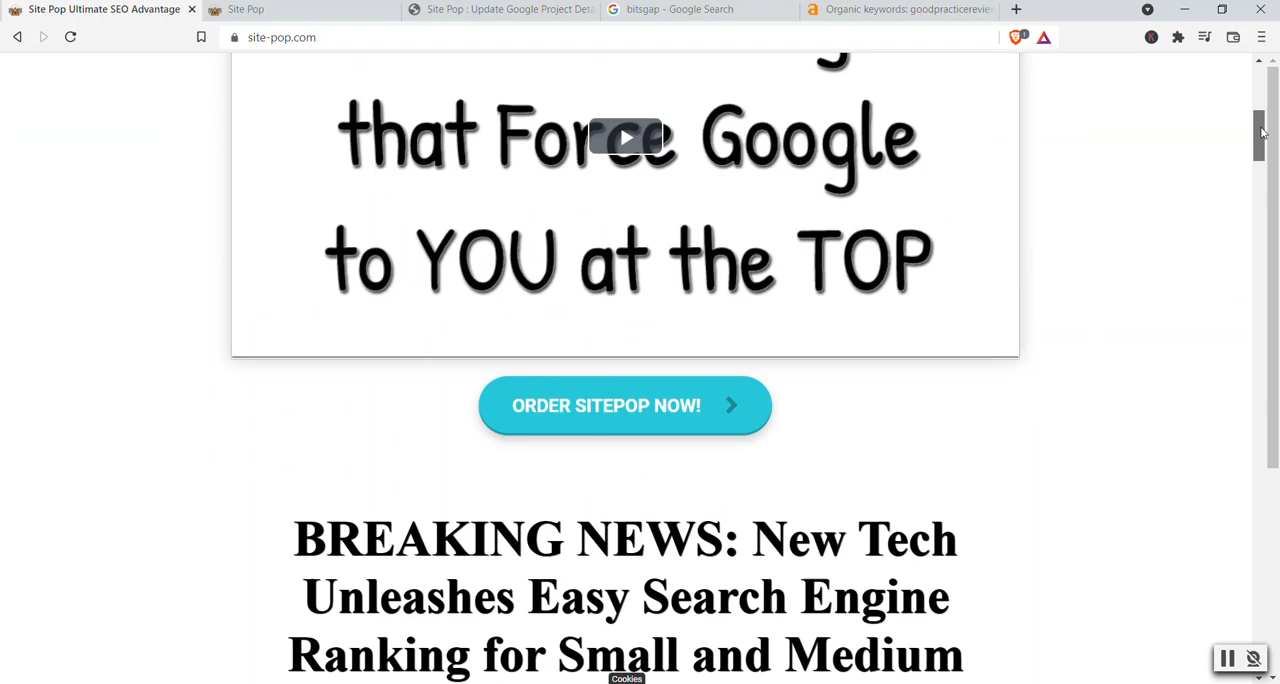 Site Pop Ultimate SEO Advantage
Site Pop
Site Pop : Update Google Project Deta
bitsgap - Google Search
Organic keywords: goodpracticerevie
site-pop.com
1
K
that Force Google
to YOU at the TOP
ORDER SITEPOP NOW!
BREAKING NEWS: New Tech
Unleashes Easy Search Engine
Ranking for Small and Medium
Cookies